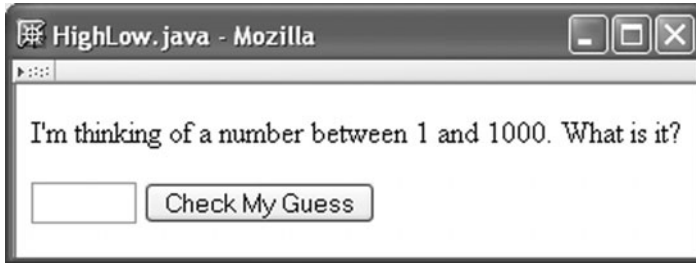 HighLow.java - Mozilla
I'm thinking of a number between 1 and 1000. What is it?
Check My Guess